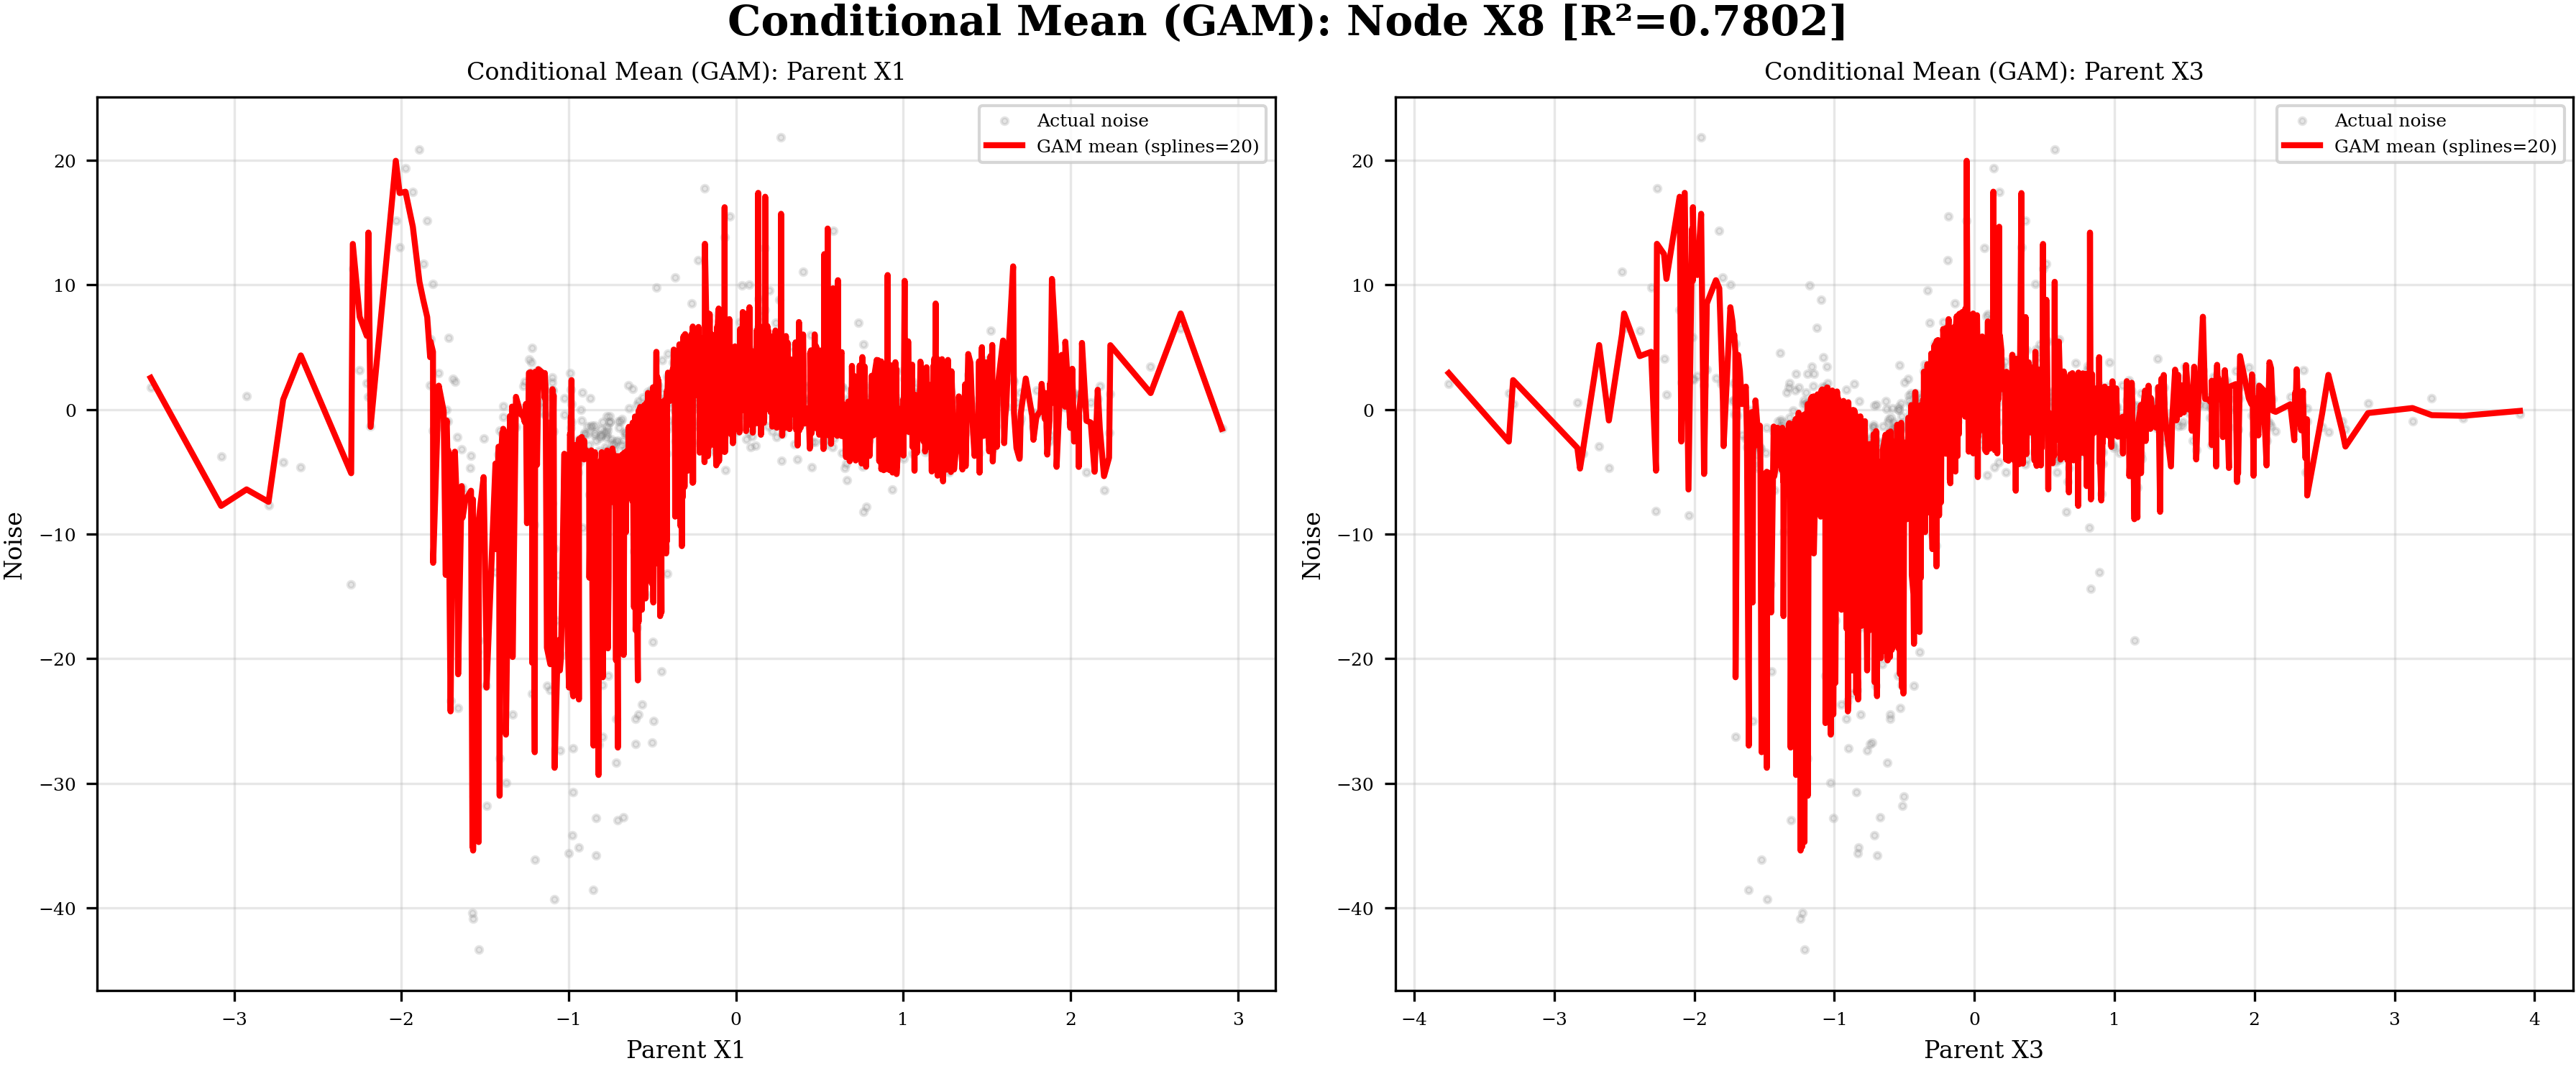 Conditional Mean (GAM): Node X8 [R²=0.7802]
Conditional Mean (GAM): Parent X1
Actual noise
GAM mean (splines=20)
20
10
0
−10
−20
−30
−40
Noise
−3
−2
−1
0
1
2
3
Parent X1
Conditional Mean (GAM): Parent X3
Actual noise
GAM mean (splines=20)
20
10
0
−10
−20
−30
−40
Noise
−4
−3
−2
−1
0
1
2
3
4
Parent X3